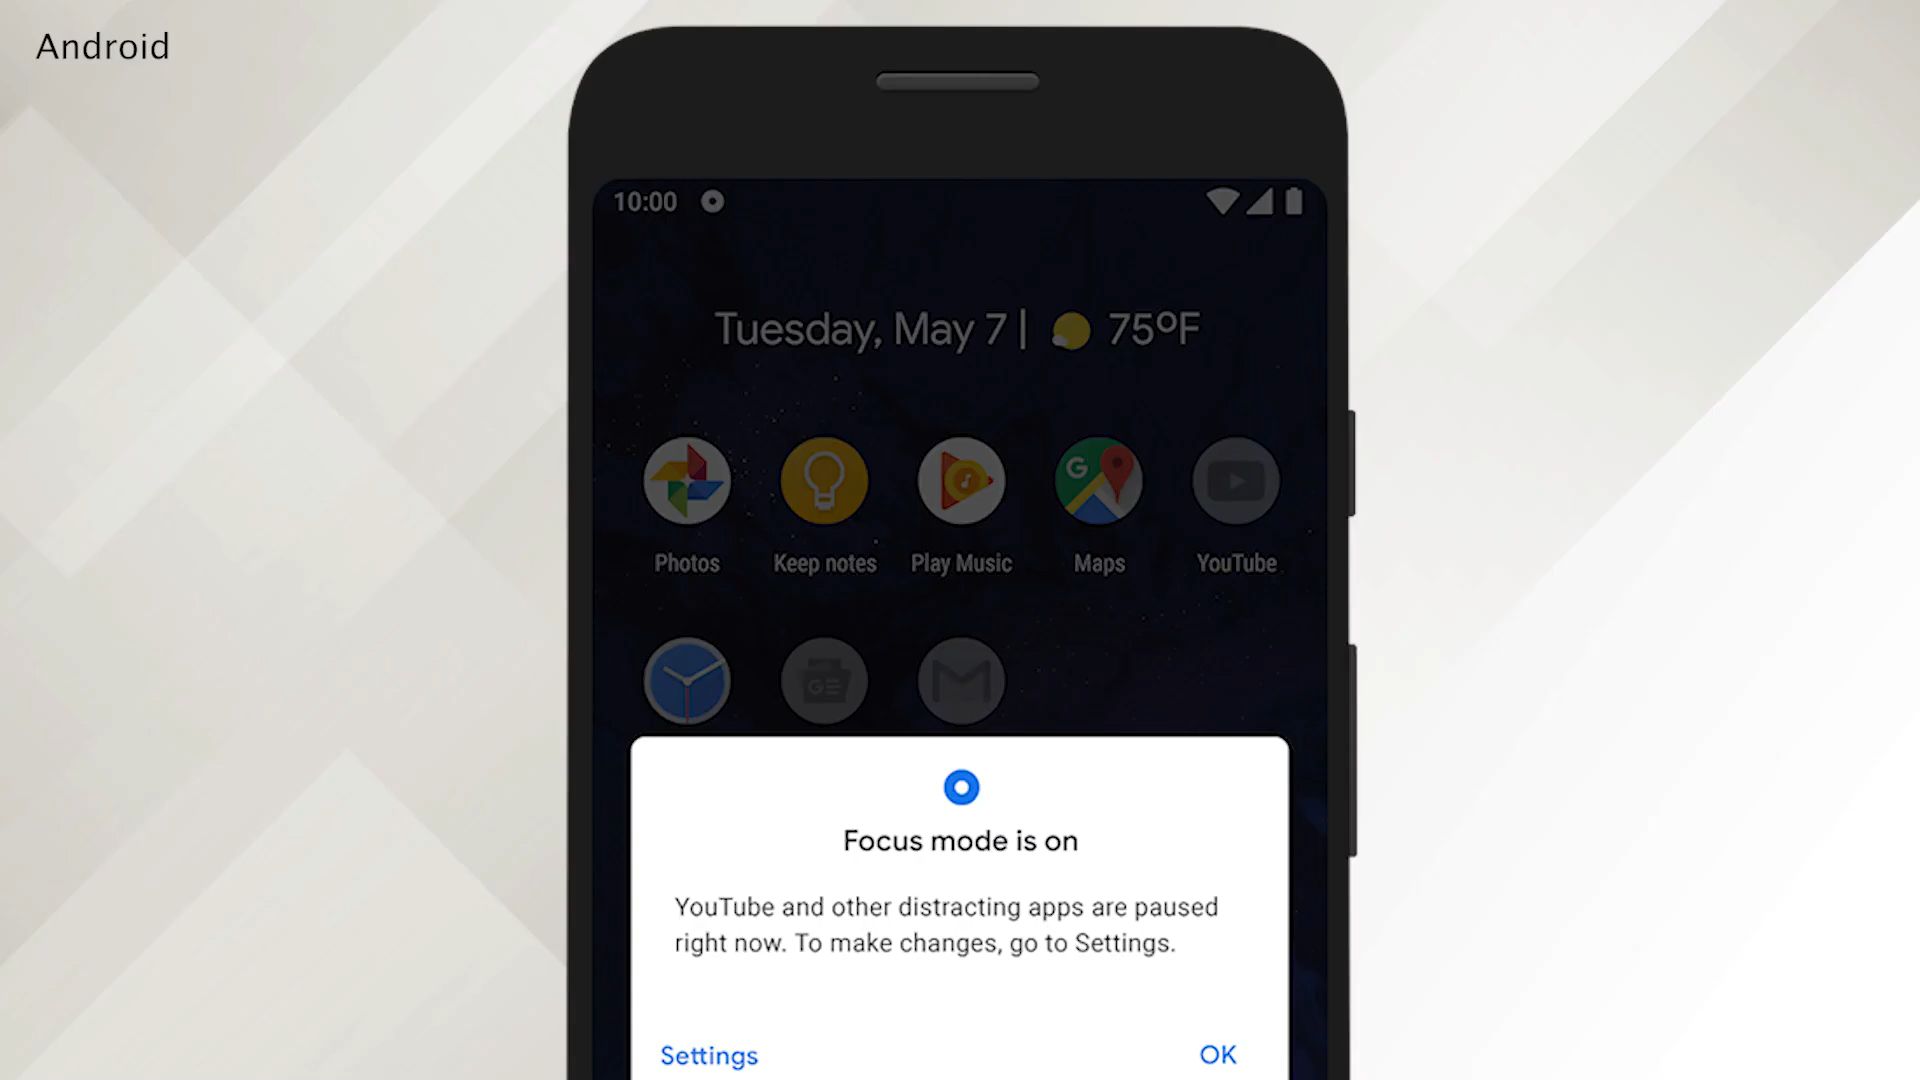 Android
10:00
Tuesday, May 7 | 75ºF
Photos Keep notes Play Music Maps YouTube
Focus mode is on
YouTube and other distracting apps are paused
right now. To make changes, go to Settings.
Settings OK